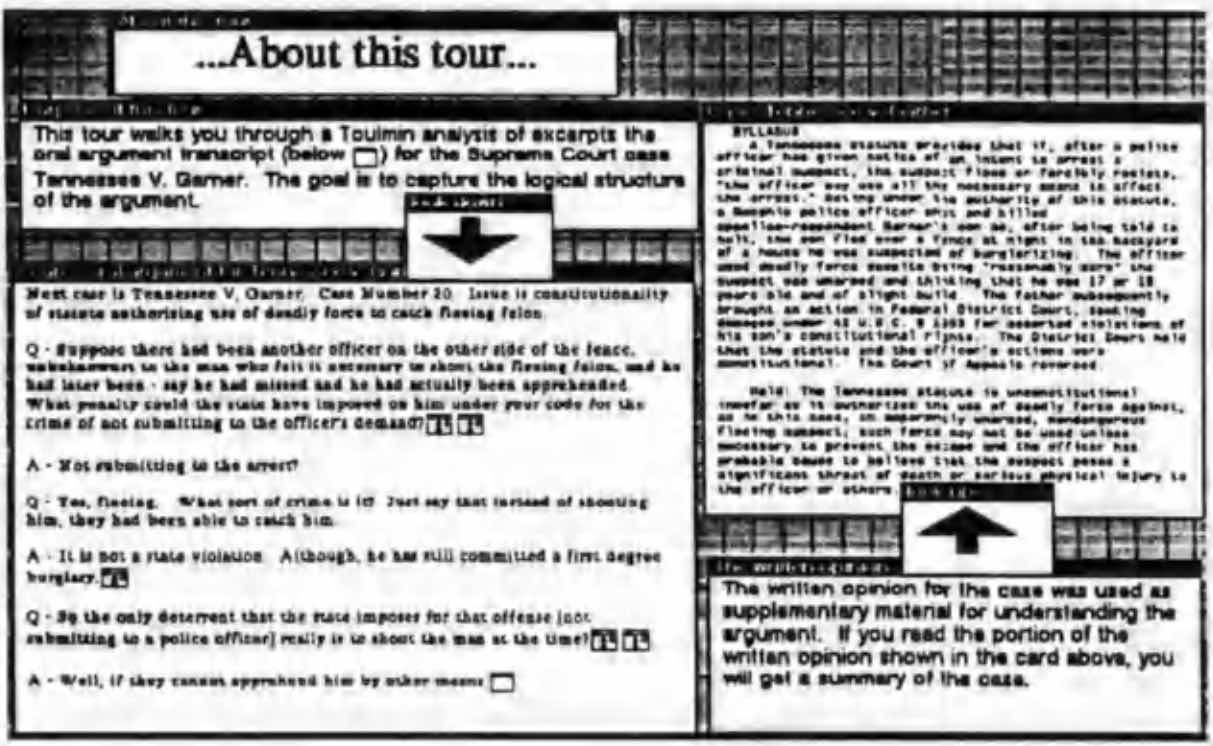 ...About this tour...
This tour walks you through a Toulmin analysis of excerpts the
oral argument transcript (below ) for the Supreme Court case
Tennessee V. Garner. The goal is to capture the logical structure
of the argument.
Next case is Tennessee V. Garner. Case Number 20. Issue is constitutionality
of statute authorizing use of deadly force to catch fleeing felon.
Q - Suppose there had been another officer on the other side of the fence,
to the man who felt it necessary to shoot the fleeing felon, and he
had later been - say he had missed and he had actually been apprehended.
What penalty could the state have imposed on him under your code for the
crime of not submitting to the officer's demand?
A - Not submitting to the arrest?
Q - Yes, fleeing. What sort of crime is it? Just say that instead of shooting
him, they had been able to catch him.
A - It is not a state violation. Although, he has still committed a first degree
burglary.
Q - So the only deterrent that the state imposes for that offense [not
submitting to a police officer] really is to shoot the man at the time?
A - Well, if they cannot apprehend him by other means
SYLLABUS
A Tennessee statute provides that if, after a police
officer has given notice of an intent to arrest a
criminal suspect, the suspect flees or forcibly resists,
"the officer may use all the necessary means to effect
the arrest." Acting under the authority of this statute,
a Memphis police officer shot and killed
appellee-respondent Garner's son as, after being told to
halt, the son fled over a fence at night in the backyard
of a house he was suspected of burglarizing. The officer
used deadly force despite being "reasonably sure" the
suspect was unarmed and thinking that he was 17 or 18
years old and of slight build. The father subsequently
brought an action in Federal District Court, seeking
damages under 42 U.S.C. § 1983 for asserted violations of
his son's constitutional rights. The District Court held
that the statute and the officer's actions were
constitutional. The Court of Appeals reversed.
Held: The Tennessee statute is unconstitutional
insofar as it authorizes the use of deadly force against,
as in this case, an apparently unarmed, nondangerous
fleeing suspect; such force may not be used unless
necessary to prevent the escape and the officer has
probable cause to believe that the suspect poses a
significant threat of death or serious physical injury to
the officer or others.
The written opinion for the case was used as
supplementary material for understanding the
argument. If you read the portion of the
written opinion shown in the card above, you
will get a summary of the case.